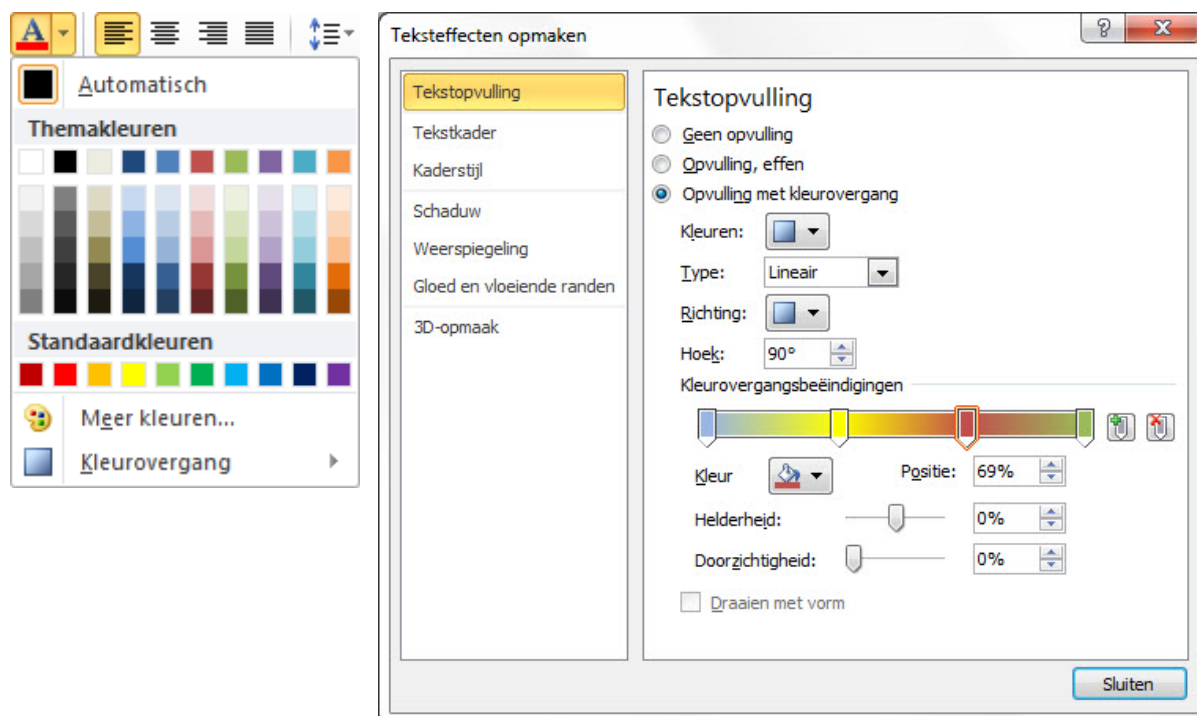 A
Automatisch
Themakleuren
Standaardkleuren
Meer kleuren...
Kleurovergang
Teksteffecten opmaken
?
Tekstopvulling
Tekstkader
Kaderstijl
Schaduw
Weerspiegeling
Gloed en vloeiende randen
3D-opmaak
Tekstopvulling
Geen opvulling
Opvulling, effen
Opvulling met kleurovergang
Kleuren:
Type: Lineair
Richting:
Hoek: 90°
Kleurovergangsbeëindigingen
Kleur Positie: 69%
Helderheid: 0%
Doorzichtigheid: 0%
Draaien met vorm
Sluiten